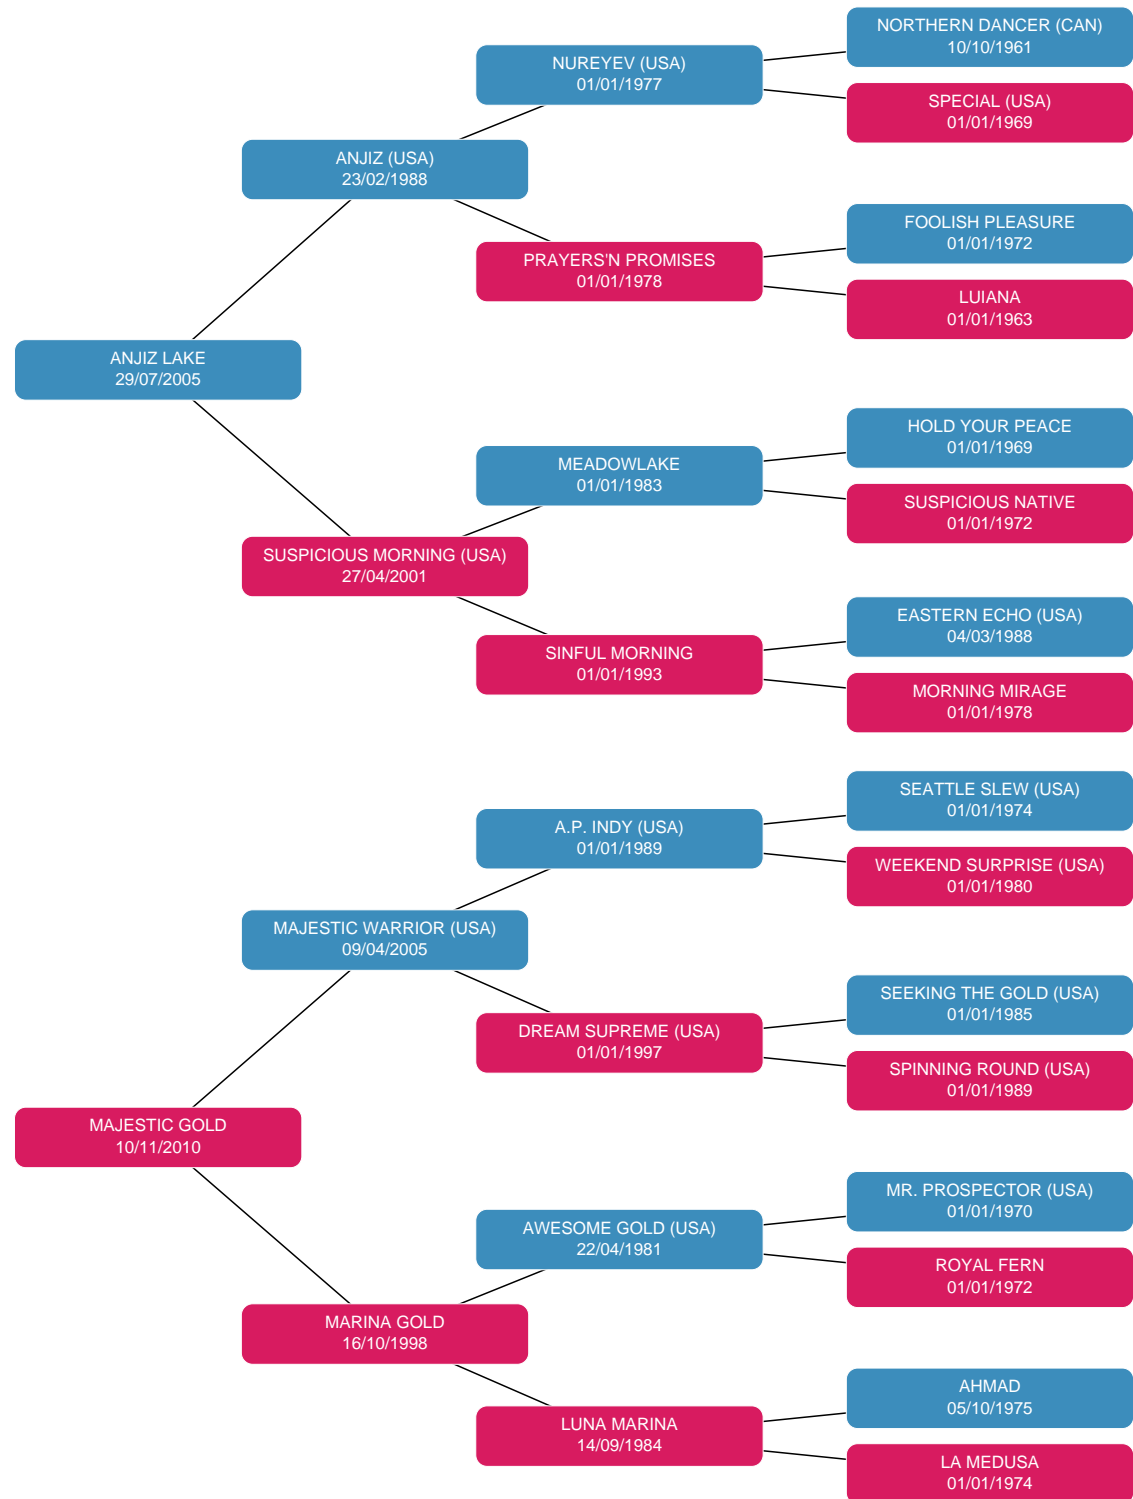 NORTHERN DANCER (CAN)
10/10/1961
NUREYEV (USA)
01/01/1977
SPECIAL (USA)
01/01/1969
ANJIZ (USA)
23/02/1988
FOOLISH PLEASURE
01/01/1972
PRAYERS'N PROMISES
01/01/1978
LUIANA
01/01/1963
ANJIZ LAKE
29/07/2005
HOLD YOUR PEACE
01/01/1969
MEADOWLAKE
01/01/1983
SUSPICIOUS NATIVE
01/01/1972
SUSPICIOUS MORNING (USA)
27/04/2001
EASTERN ECHO (USA)
04/03/1988
SINFUL MORNING
01/01/1993
MORNING MIRAGE
01/01/1978
SEATTLE SLEW (USA)
01/01/1974
A.P. INDY (USA)
01/01/1989
WEEKEND SURPRISE (USA)
01/01/1980
MAJESTIC WARRIOR (USA)
09/04/2005
SEEKING THE GOLD (USA)
01/01/1985
DREAM SUPREME (USA)
01/01/1997
SPINNING ROUND (USA)
01/01/1989
MAJESTIC GOLD
10/11/2010
MR. PROSPECTOR (USA)
01/01/1970
AWESOME GOLD (USA)
22/04/1981
ROYAL FERN
01/01/1972
MARINA GOLD
16/10/1998
AHMAD
05/10/1975
LUNA MARINA
14/09/1984
LA MEDUSA
01/01/1974